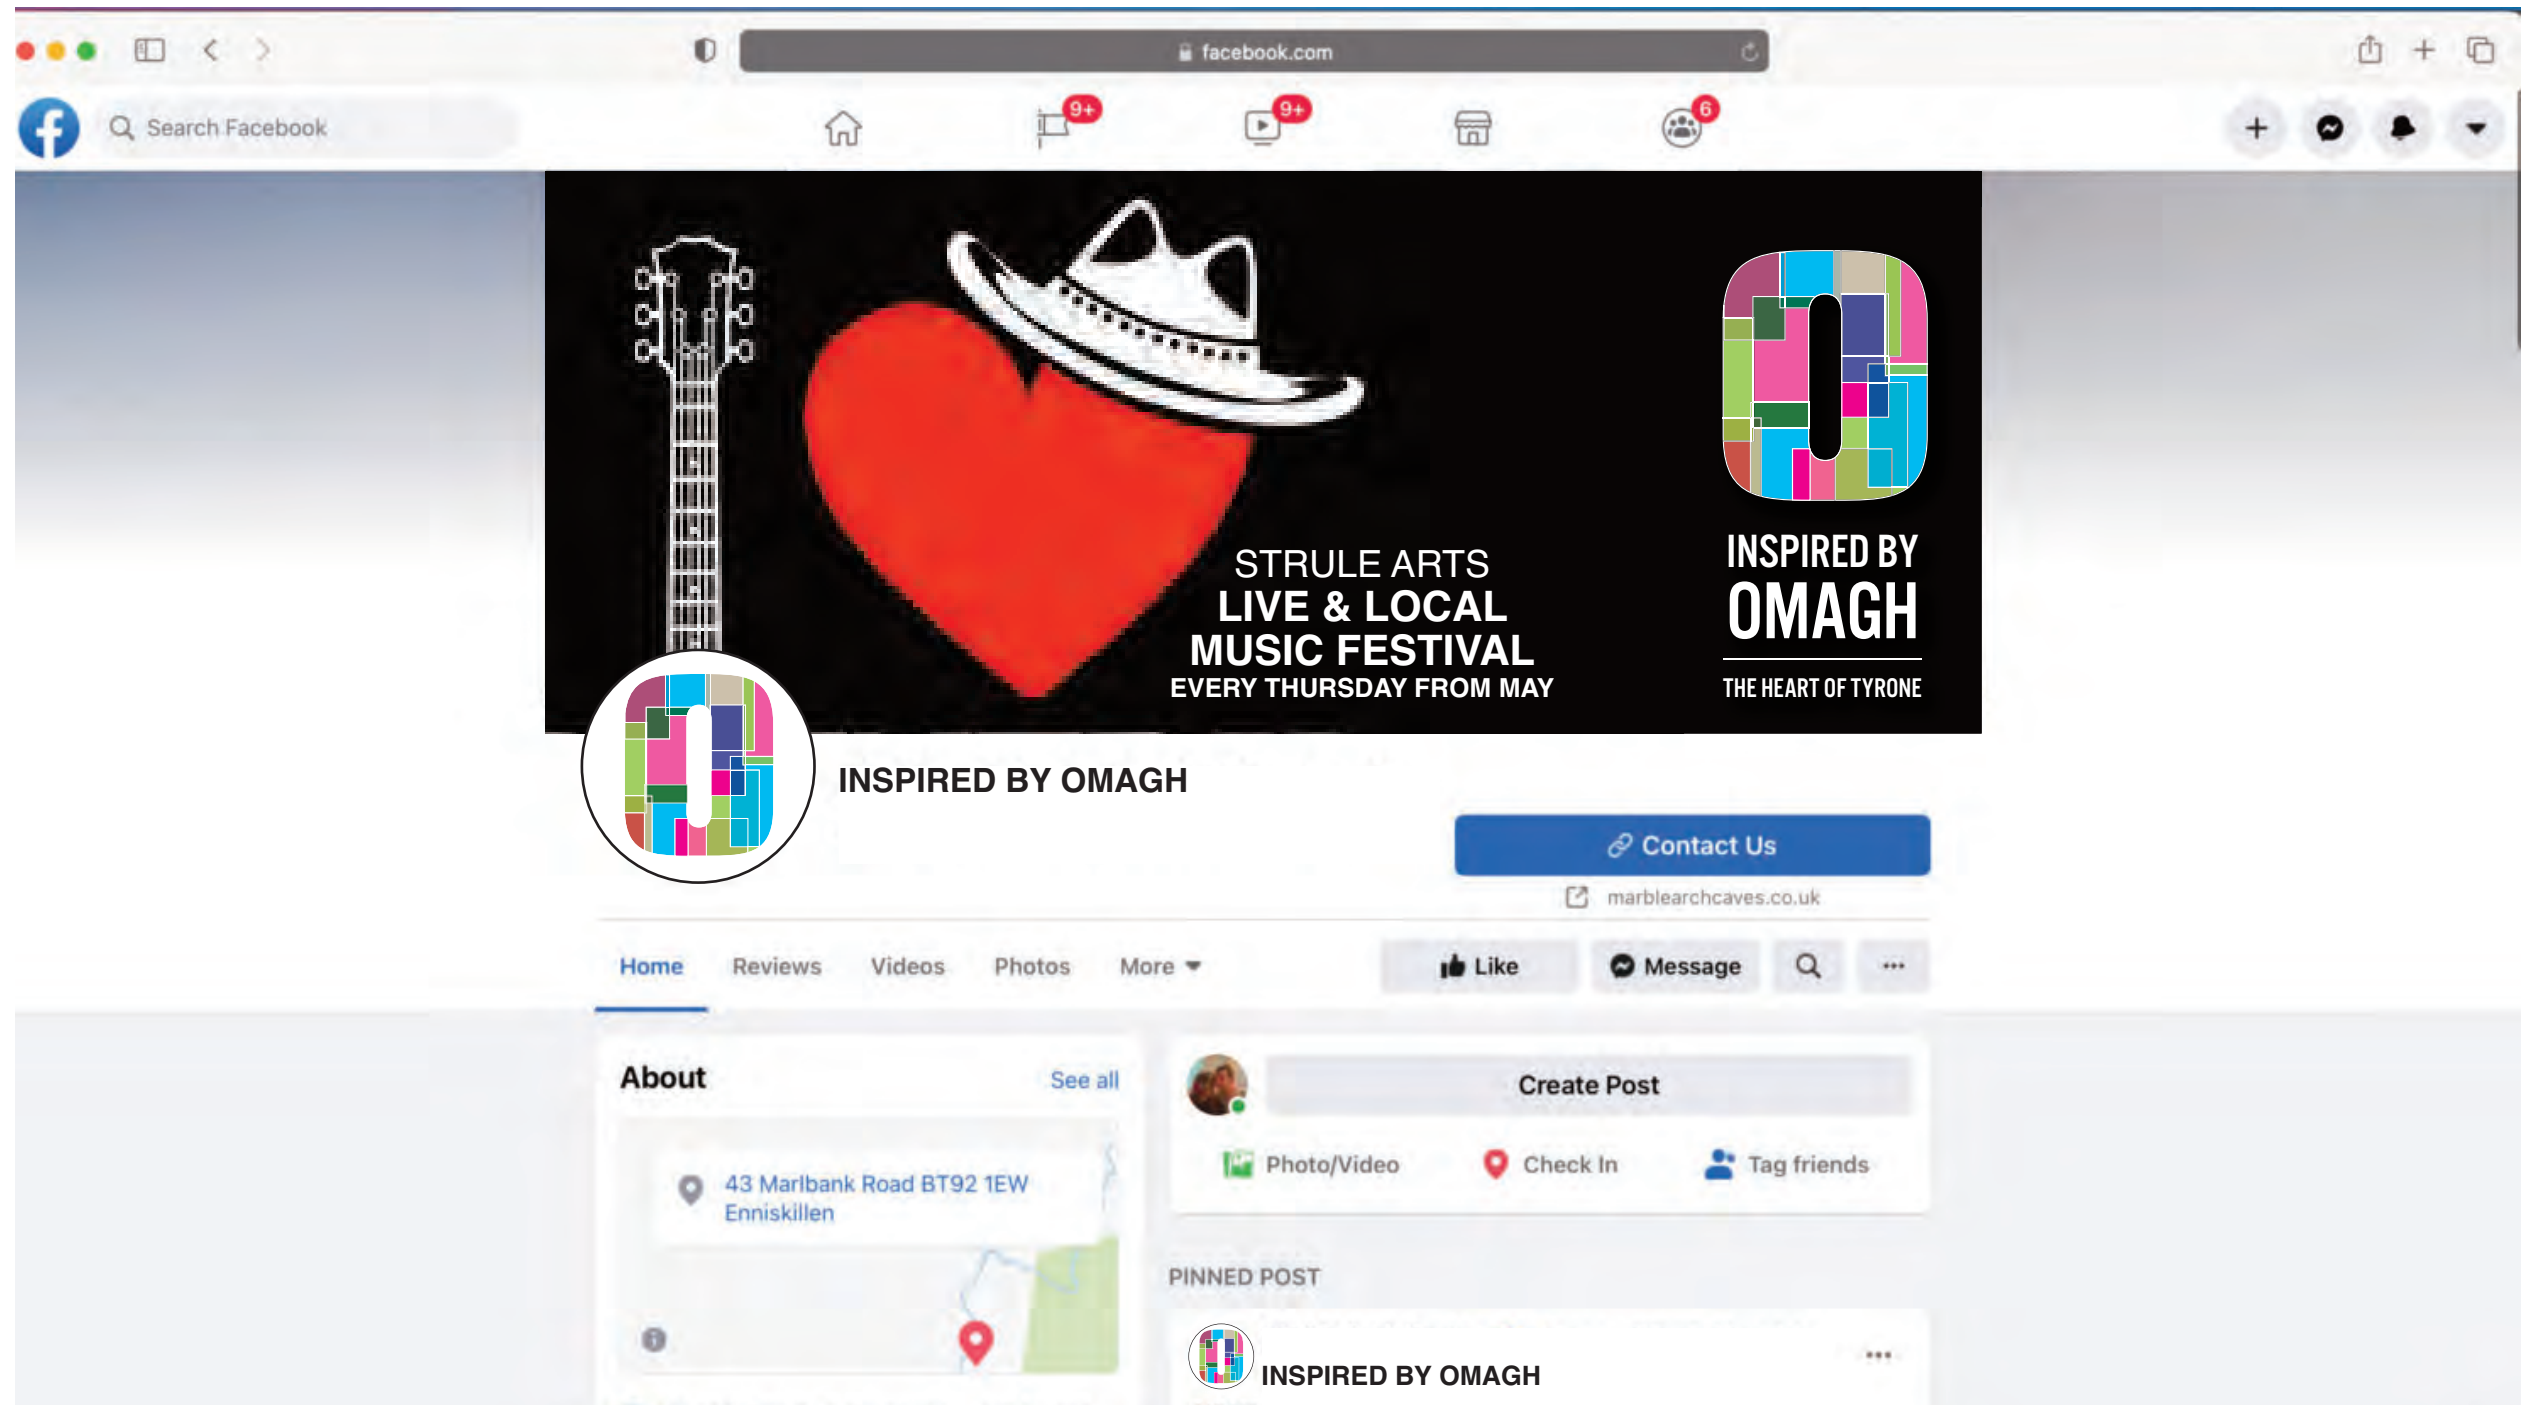 facebook.com
Search Facebook
9+
9+
6
STRULE ARTS
LIVE & LOCAL
MUSIC FESTIVAL
EVERY THURSDAY FROM MAY
INSPIRED BY
OMAGH
THE HEART OF TYRONE
INSPIRED BY OMAGH
Contact Us
marblearchcaves.co.uk
Home
Reviews
Videos
Photos
More
Like
Message
About
See all
43 Marlbank Road BT92 1EW
Enniskillen
Create Post
Photo/Video
Check In
Tag friends
PINNED POST
INSPIRED BY OMAGH